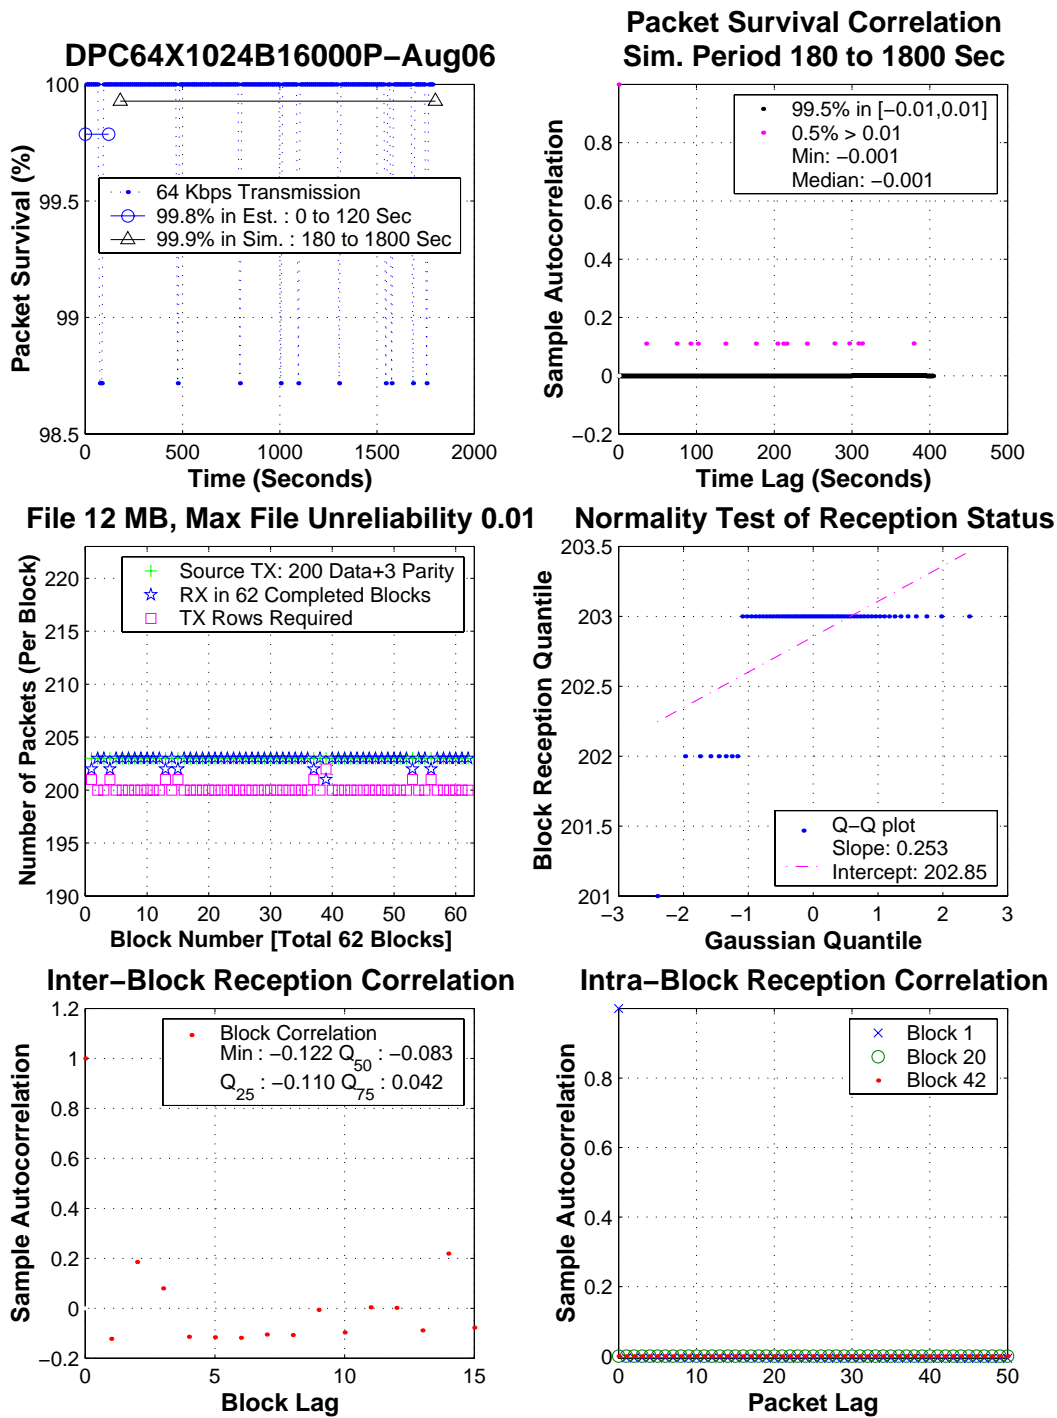 DPC64X1024B16000P−Aug06
100
99.5
99
98.5
Packet Survival (%)
64 Kbps Transmission
99.8% in Est. : 0 to 120 Sec
99.9% in Sim. : 180 to 1800 Sec
0 500 1000 1500 2000
Time (Seconds)
Packet Survival Correlation
Sim. Period 180 to 1800 Sec
0.8
0.6
0.4
0.2
0
−0.2
Sample Autocorrelation
99.5% in [−0.01,0.01]
0.5% > 0.01
Min: −0.001
Median: −0.001
0 100 200 300 400 500
Time Lag (Seconds)
File 12 MB, Max File Unreliability 0.01
220
215
210
205
200
195
190
Number of Packets (Per Block)
Source TX: 200 Data+3 Parity
RX in 62 Completed Blocks
TX Rows Required
0 10 20 30 40 50 60
Block Number [Total 62 Blocks]
Normality Test of Reception Status
203.5
203
202.5
202
201.5
201
Block Reception Quantile
Q−Q plot
Slope: 0.253
Intercept: 202.85
−3 −2 −1 0 1 2 3
Gaussian Quantile
Inter−Block Reception Correlation
1.2
1
0.8
0.6
0.4
0.2
0
−0.2
Sample Autocorrelation
Block Correlation
Min : −0.122 Q50 : −0.083
Q25 : −0.110 Q75 : 0.042
0 5 10 15
Block Lag
Intra−Block Reception Correlation
0.8
0.6
0.4
0.2
0
Sample Autocorrelation
Block 1
Block 20
Block 42
0 10 20 30 40 50
Packet Lag